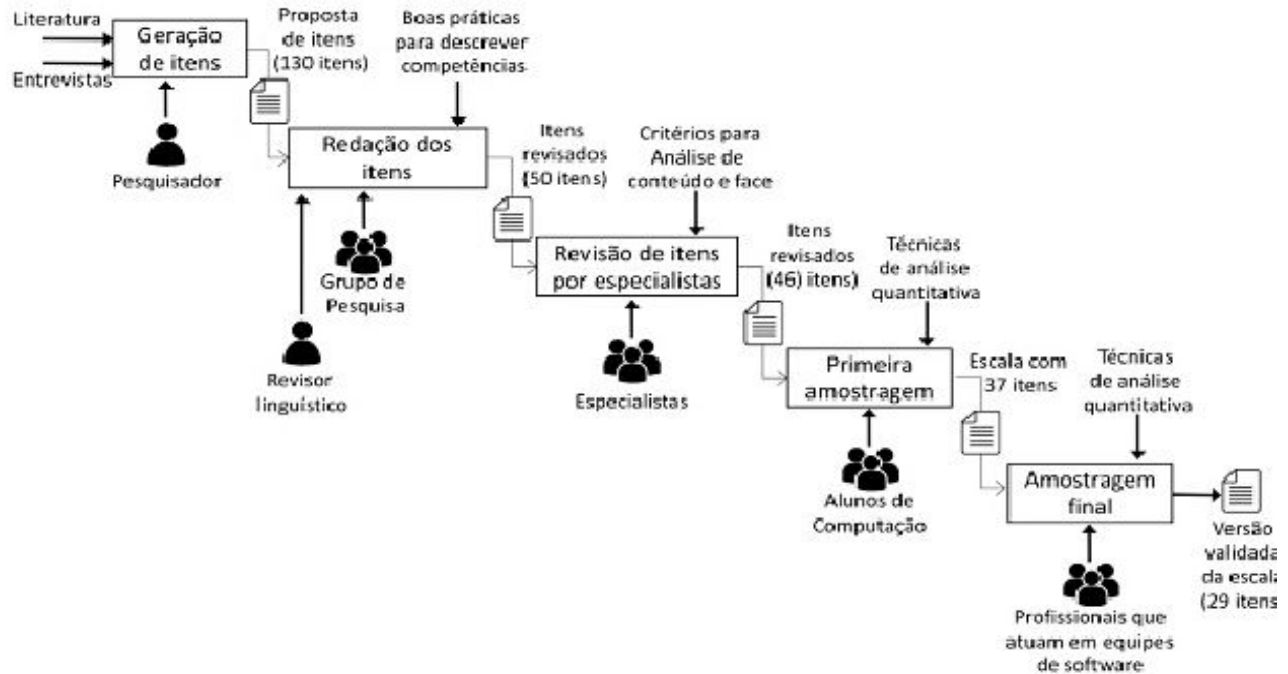 Literatura
Entrevistas
Geração
de itens
Pesquisador
Proposta
de itens
(130 itens)
Boas práticas
para descrever
competências
Redação dos
itens
Grupo de
Pesquisa
Revisor
linguístico
Itens
revisados
(50 itens)
Critérios para
Análise de
conteúdo e face
Revisão de itens
por especialistas
Especialistas
Itens
revisados
(46) itens)
Técnicas
de análise
quantitativa
Primeira
amostragem
Alunos de
Computação
Escala com
37 itens
Técnicas
de análise
quantitativa
Amostragem
final
Profissionais que
atuam em equipes
de software
Versão
validada
da escala
(29 itens